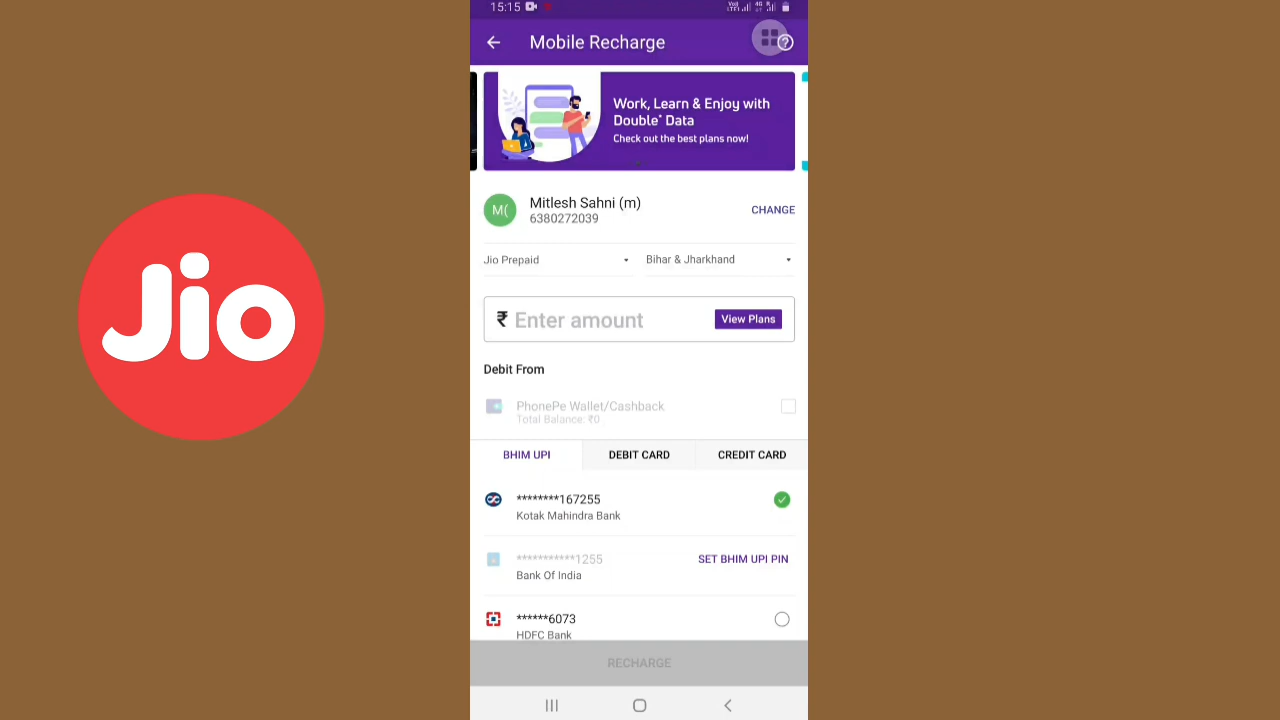 Jio
15:15
Mobile Recharge
Work, Learn & Enjoy with
Double* Data
Check out the best plans now!
M(
Mitlesh Sahni (m)
6380272039
CHANGE
Jio Prepaid
Bihar & Jharkhand
₹ Enter amount
View Plans
Debit From
PhonePe Wallet/Cashback
Total Balance: ₹0
BHIM UPI
DEBIT CARD
CREDIT CARD
********167255
Kotak Mahindra Bank
***********1255
Bank Of India
SET BHIM UPI PIN
******6073
HDFC Bank
RECHARGE